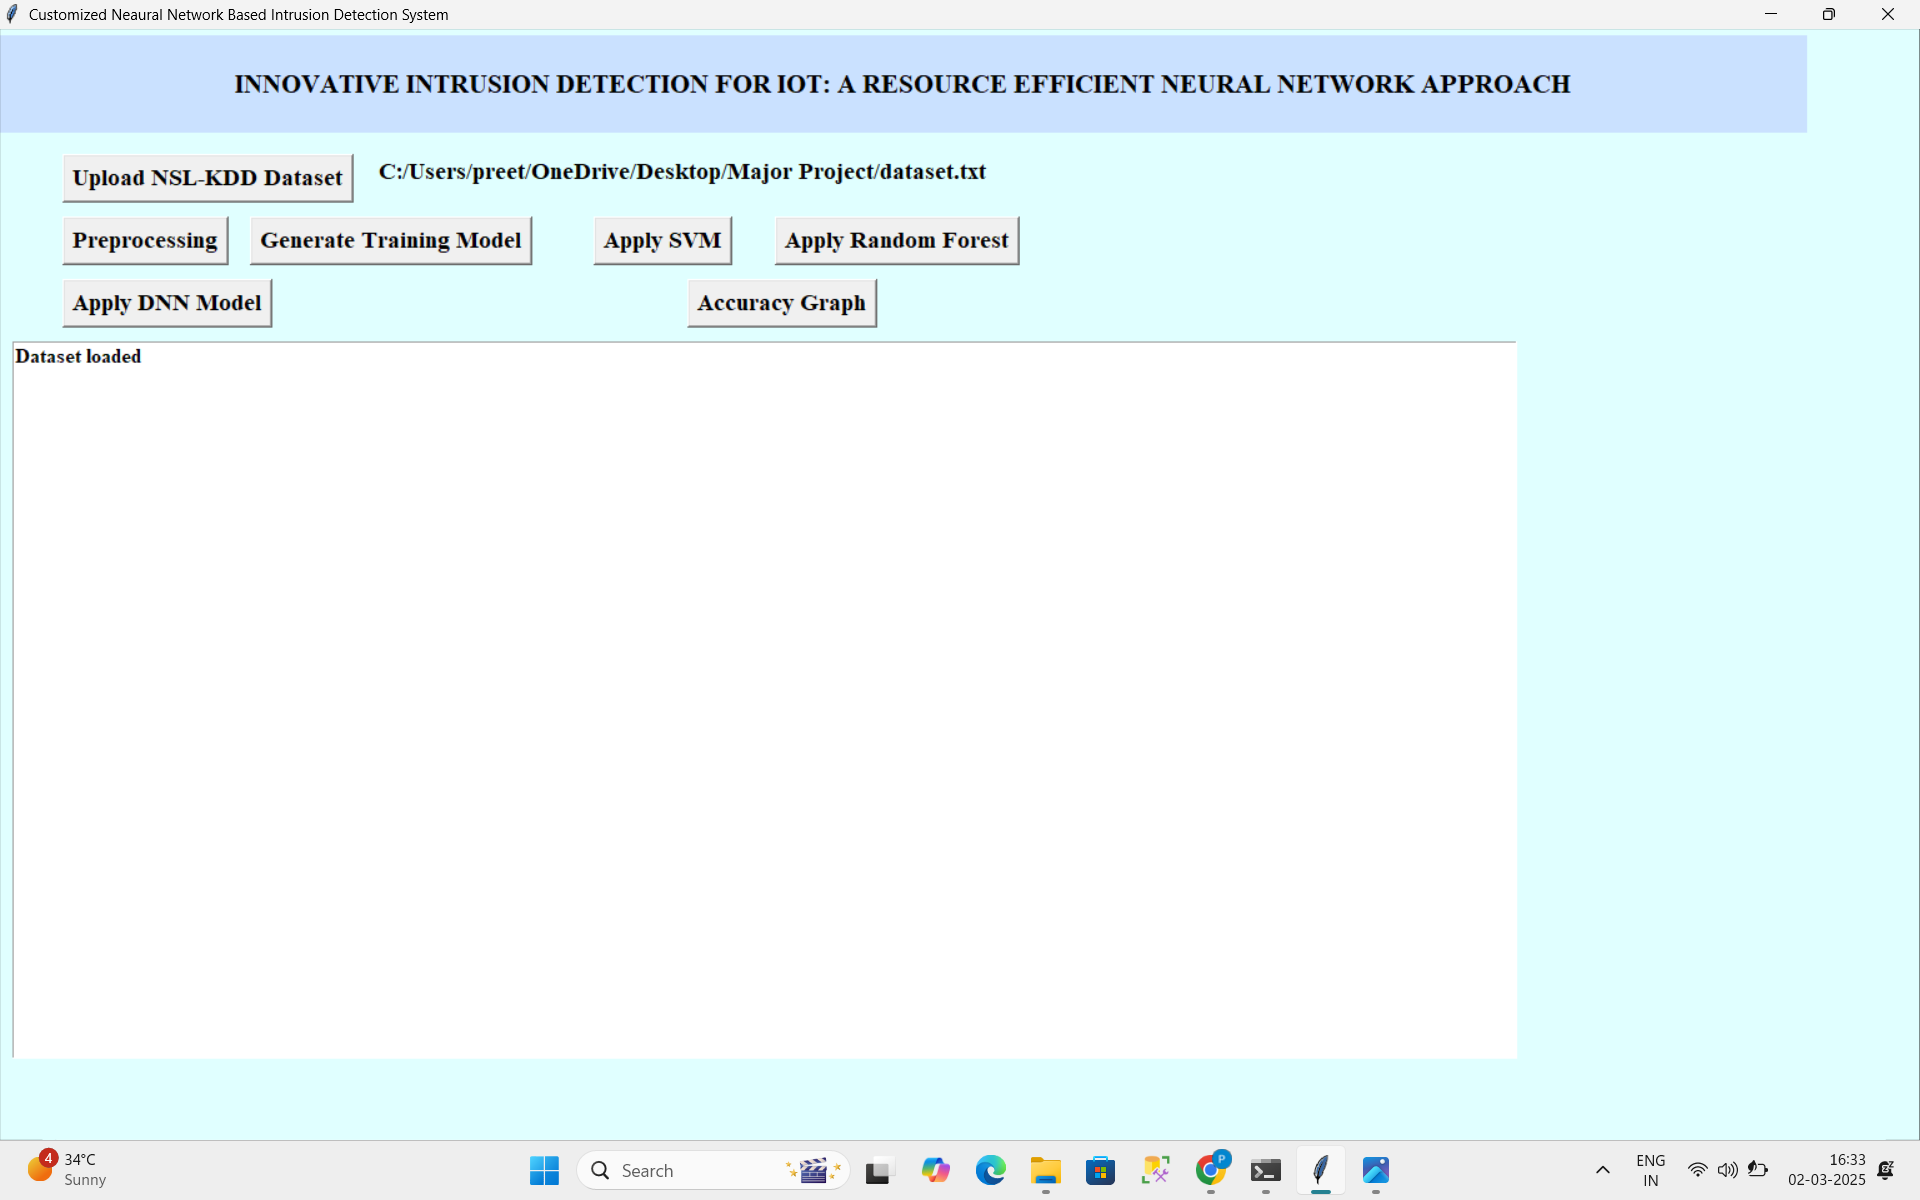 Customized Neaural Network Based Intrusion Detection System
INNOVATIVE INTRUSION DETECTION FOR IOT: A RESOURCE EFFICIENT NEURAL NETWORK APPROACH
Upload NSL-KDD Dataset C:/Users/preet/OneDrive/Desktop/Major Project/dataset.txt
Preprocessing Generate Training Model Apply SVM Apply Random Forest
Apply DNN Model Accuracy Graph
Dataset loaded
4 34°C
Sunny
Search
P
ENG
IN
16:33
02-03-2025